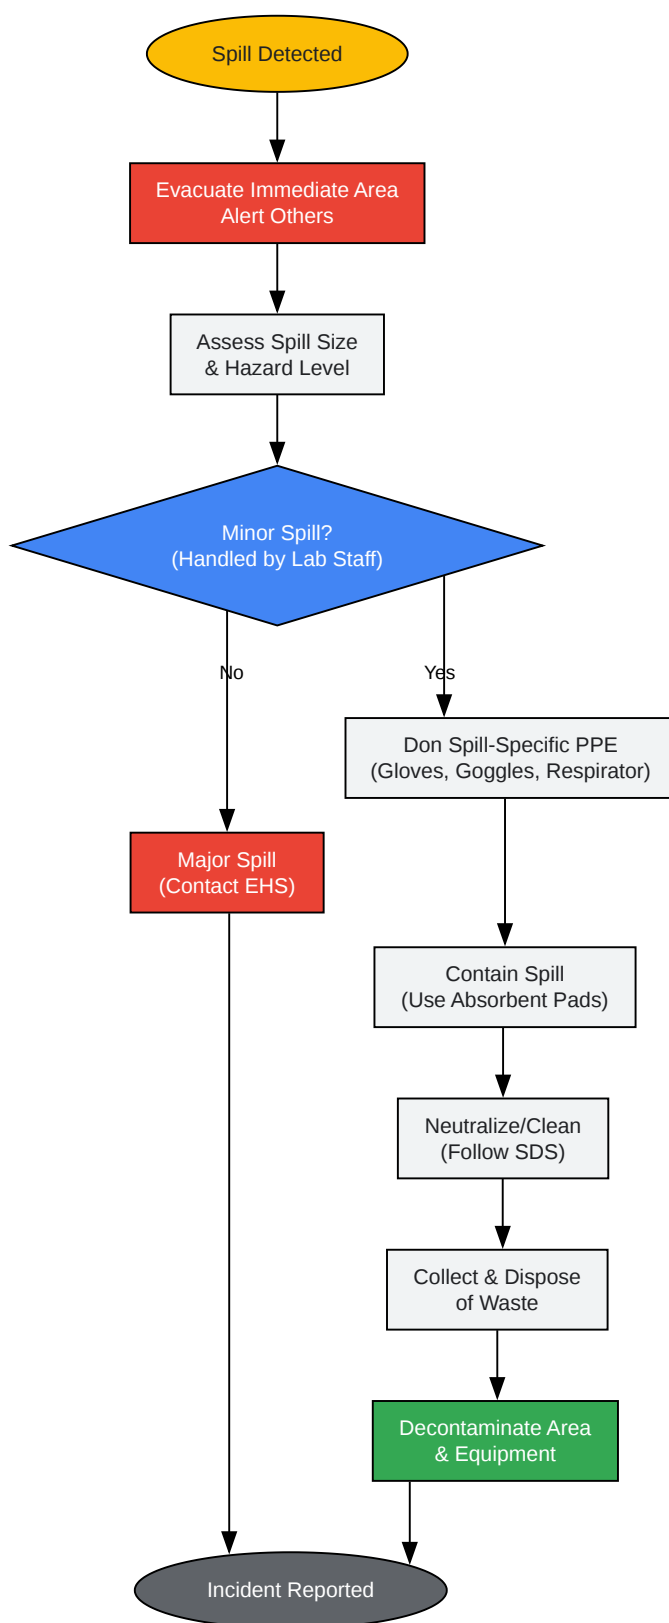 Spill Detected
Evacuate Immediate Area
Alert Others
Assess Spill Size
& Hazard Level
Minor Spill?
(Handled by Lab Staff)
No
Yes
Don Spill-Specific PPE
(Gloves, Goggles, Respirator)
Major Spill
(Contact EHS)
Contain Spill
(Use Absorbent Pads)
Neutralize/Clean
(Follow SDS)
Collect & Dispose
of Waste
Decontaminate Area
& Equipment
Incident Reported